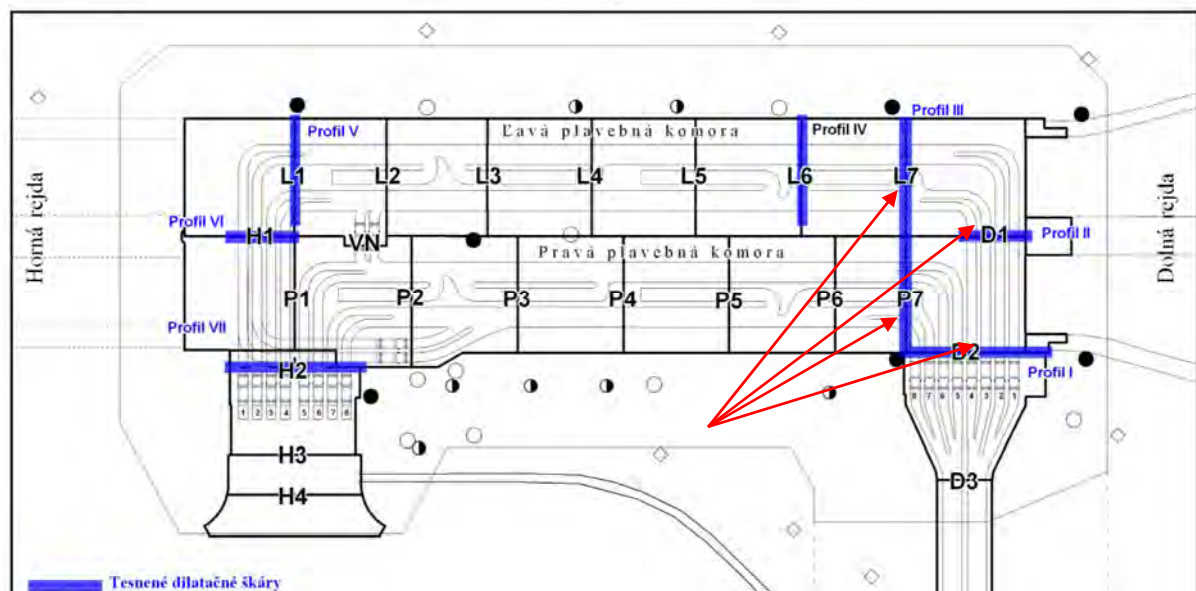 Profil III
Profil V
Ľavá plavebná komora
Profil IV
L1
L2
L3
L4
L5
L6
L7
Horná rejda
Dolná rejda
Profil VI
H1
VN
D1
Profil II
Pravá plavebná komora
P1
P2
P3
P4
P5
P6
P7
Profil VII
H2
D2
Profil I
1 2 3 4 5 6 7 8
8 7 6 5 4 3 2 1
H3
D3
H4
Tesnené dilatačné škáry